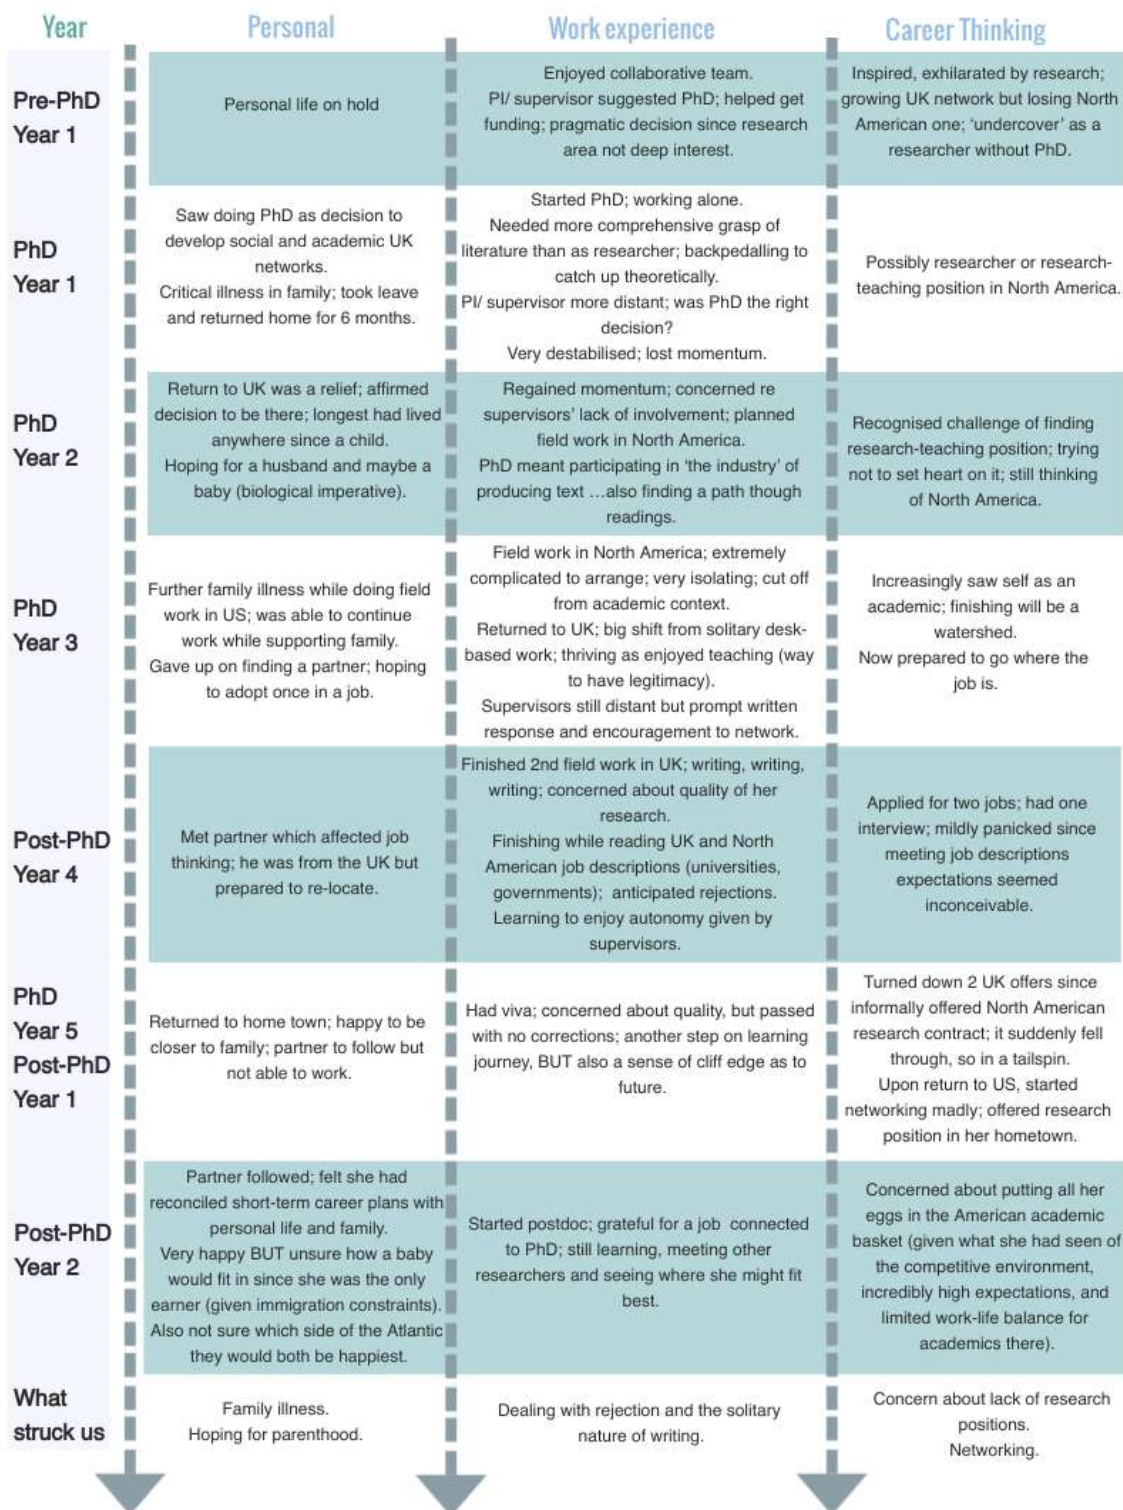 Year
Personal
Work experience
Career Thinking
Pre-PhD
Year 1
Personal life on hold
Enjoyed collaborative team.
PI/ supervisor suggested PhD; helped get
funding; pragmatic decision since research
area not deep interest.
Inspired, exhilarated by research;
growing UK network but losing North
American one; ‘undercover’ as a
researcher without PhD.
PhD
Year 1
Saw doing PhD as decision to
develop social and academic UK
networks.
Critical illness in family; took leave
and returned home for 6 months.
Started PhD; working alone.
Needed more comprehensive grasp of
literature than as researcher; backpedalling to
catch up theoretically.
PI/ supervisor more distant; was PhD the right
decision?
Very destabilised; lost momentum.
Possibly researcher or research-
teaching position in North America.
PhD
Year 2
Return to UK was a relief; affirmed
decision to be there; longest had lived
anywhere since a child.
Hoping for a husband and maybe a
baby (biological imperative).
Regained momentum; concerned re
supervisors’ lack of involvement; planned
field work in North America.
PhD meant participating in ‘the industry’ of
producing text …also finding a path though
readings.
Recognised challenge of finding
research-teaching position; trying
not to set heart on it; still thinking
of North America.
PhD
Year 3
Further family illness while doing field
work in US; was able to continue
work while supporting family.
Gave up on finding a partner; hoping
to adopt once in a job.
Field work in North America; extremely
complicated to arrange; very isolating; cut off
from academic context.
Returned to UK; big shift from solitary desk-
based work; thriving as enjoyed teaching (way
to have legitimacy).
Supervisors still distant but prompt written
response and encouragement to network.
Increasingly saw self as an
academic; finishing will be a
watershed.
Now prepared to go where the
job is.
Post-PhD
Year 4
Met partner which affected job
thinking; he was from the UK but
prepared to re-locate.
Finished 2nd field work in UK; writing, writing,
writing; concerned about quality of her
research.
Finishing while reading UK and North
American job descriptions (universities,
governments); anticipated rejections.
Learning to enjoy autonomy given by
supervisors.
Applied for two jobs; had one
interview; mildly panicked since
meeting job descriptions
expectations seemed
inconceivable.
PhD
Year 5
Post-PhD
Year 1
Returned to home town; happy to be
closer to family; partner to follow but
not able to work.
Had viva; concerned about quality, but passed
with no corrections; another step on learning
journey, BUT also a sense of cliff edge as to
future.
Turned down 2 UK offers since
informally offered North American
research contract; it suddenly fell
through, so in a tailspin.
Upon return to US, started
networking madly; offered research
position in her hometown.
Post-PhD
Year 2
Partner followed; felt she had
reconciled short-term career plans with
personal life and family.
Very happy BUT unsure how a baby
would fit in since she was the only
earner (given immigration constraints).
Also not sure which side of the Atlantic
they would both be happiest.
Started postdoc; grateful for a job connected
to PhD; still learning, meeting other
researchers and seeing where she might fit
best.
Concerned about putting all her
eggs in the American academic
basket (given what she had seen of
the competitive environment,
incredibly high expectations, and
limited work-life balance for
academics there).
What
struck us
Family illness.
Hoping for parenthood.
Dealing with rejection and the solitary
nature of writing.
Concern about lack of research
positions.
Networking.